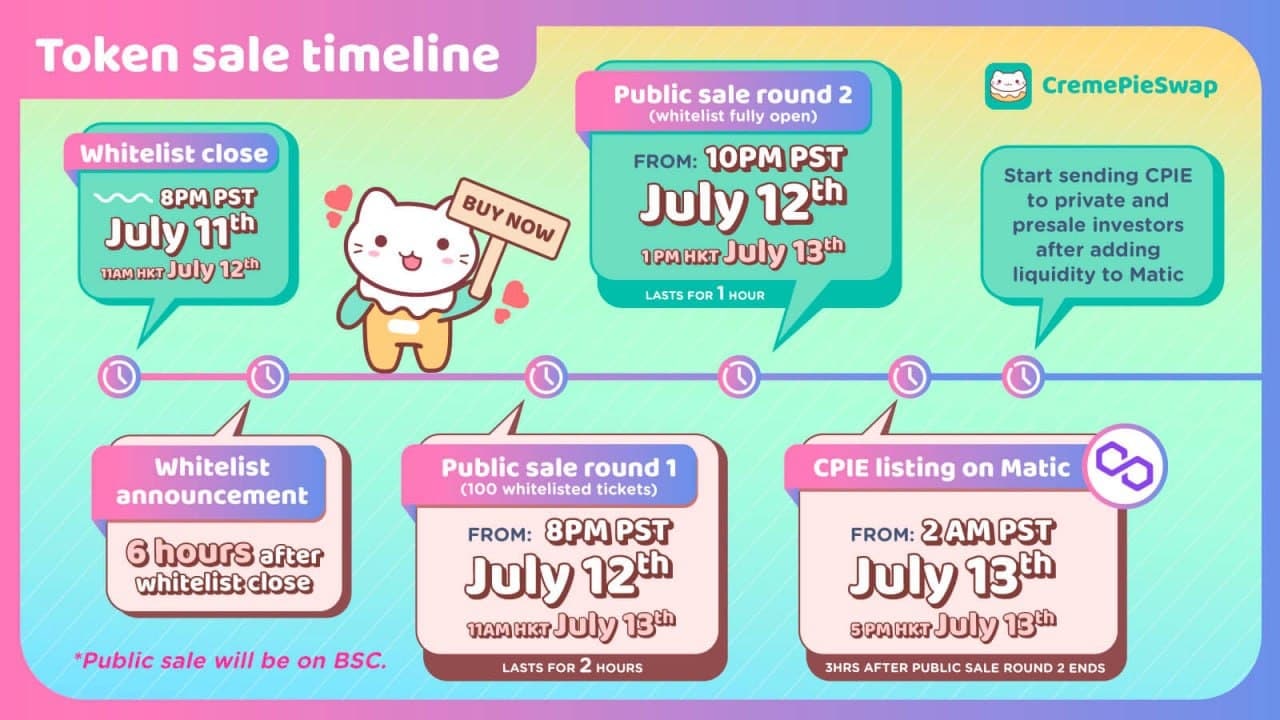 Token sale timeline
CremePieSwap
Whitelist close
8PM PST
July 11th
11AM HKT July 12th
BUY NOW
Public sale round 2
(whitelist fully open)
FROM: 10PM PST
July 12th
1 PM HKT July 13th
LASTS FOR 1 HOUR
Start sending CPIE
to private and
presale investors
after adding
liquidity to Matic
Whitelist
announcement
6 hours after
whitelist close
Public sale round 1
(100 whitelisted tickets)
FROM: 8PM PST
July 12th
11AM HKT July 13th
LASTS FOR 2 HOURS
CPIE listing on Matic
FROM: 2 AM PST
July 13th
5 PM HKT July 13th
3HRS AFTER PUBLIC SALE ROUND 2 ENDS
*Public sale will be on BSC.